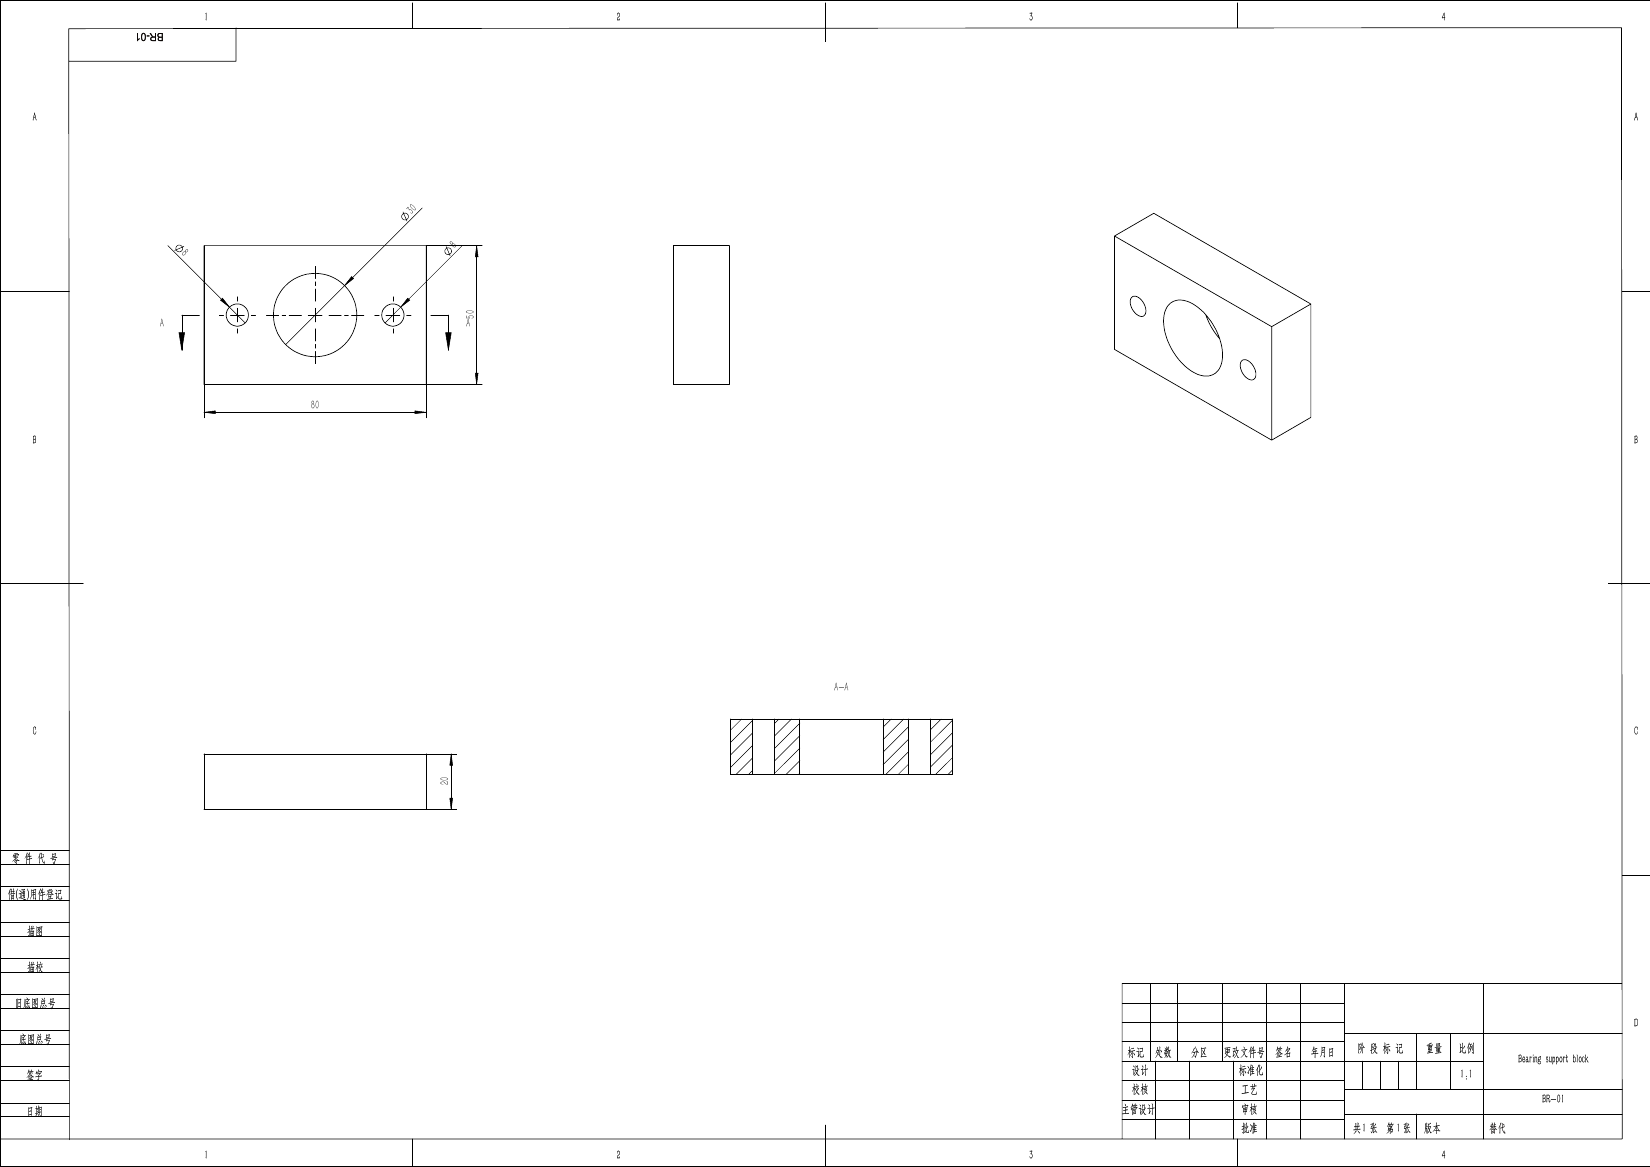 1 2 3 4
BR-01
A A
Ø30
Ø8 Ø8
A
50
80
B B
A-A
C C
20
零件代号
借(通)用件登记
描图
描校
旧底图总号
底图总号
签字
日期
D
标记 处数 分区 更改文件号 签名 年月日 阶段标记 重量 比例
Bearing support block
设计 标准化 1:1
校核 工艺
BR-01
主管设计 审核
批准 共1张 第1张 版本 替代
1 2 3 4